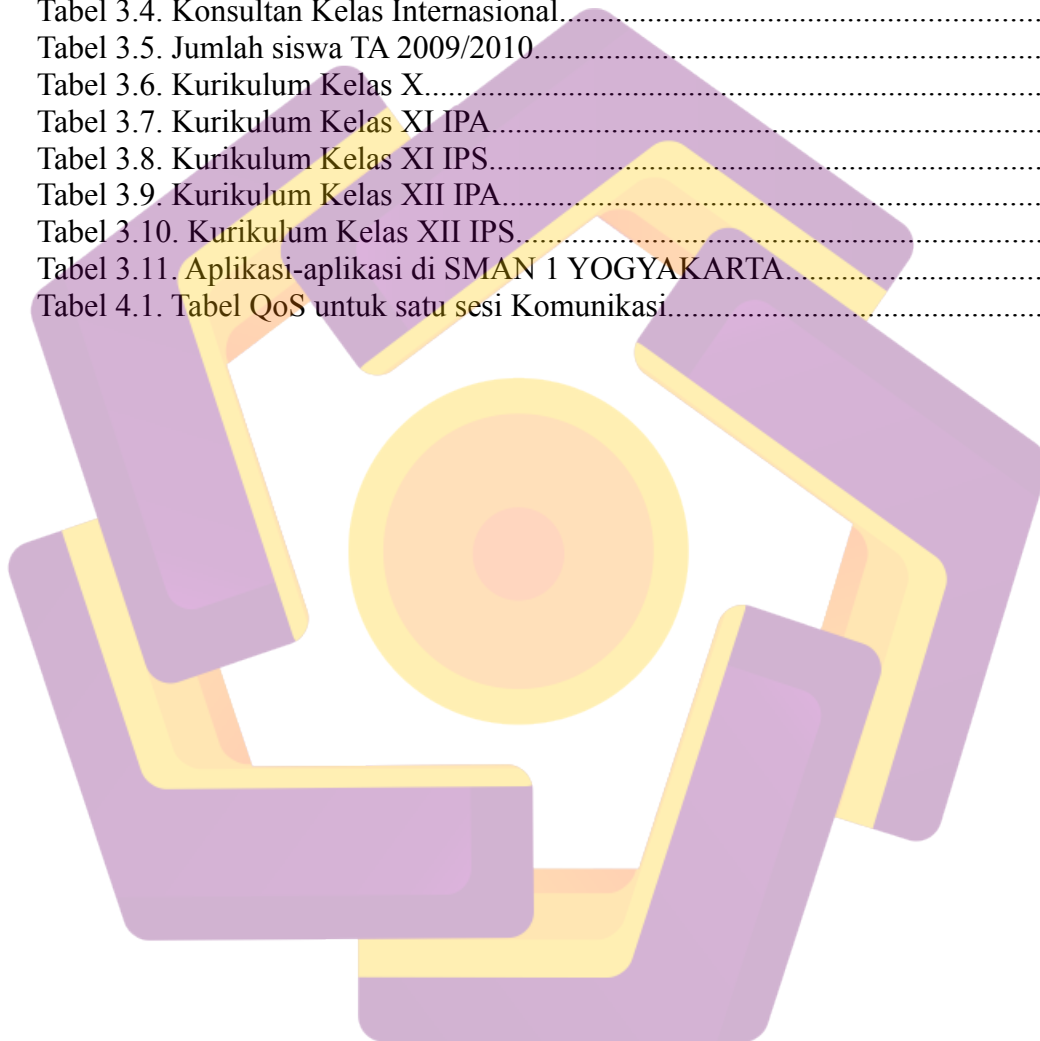 Tabel 3.4. Konsultan Kelas Internasional........................................................................
Tabel 3.5. Jumlah siswa TA 2009/2010..........................................................................
Tabel 3.6. Kurikulum Kelas X........................................................................................
Tabel 3.7. Kurikulum Kelas XI IPA................................................................................
Tabel 3.8. Kurikulum Kelas XI IPS................................................................................
Tabel 3.9. Kurikulum Kelas XII IPA..............................................................................
Tabel 3.10. Kurikulum Kelas XII IPS.............................................................................
Tabel 3.11. Aplikasi-aplikasi di SMAN 1 YOGYAKARTA........................................
Tabel 4.1. Tabel QoS untuk satu sesi Komunikasi.........................................................